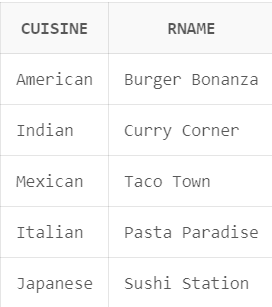 CUISINE RNAME
American Burger Bonanza
Indian Curry Corner
Mexican Taco Town
Italian Pasta Paradise
Japanese Sushi Station